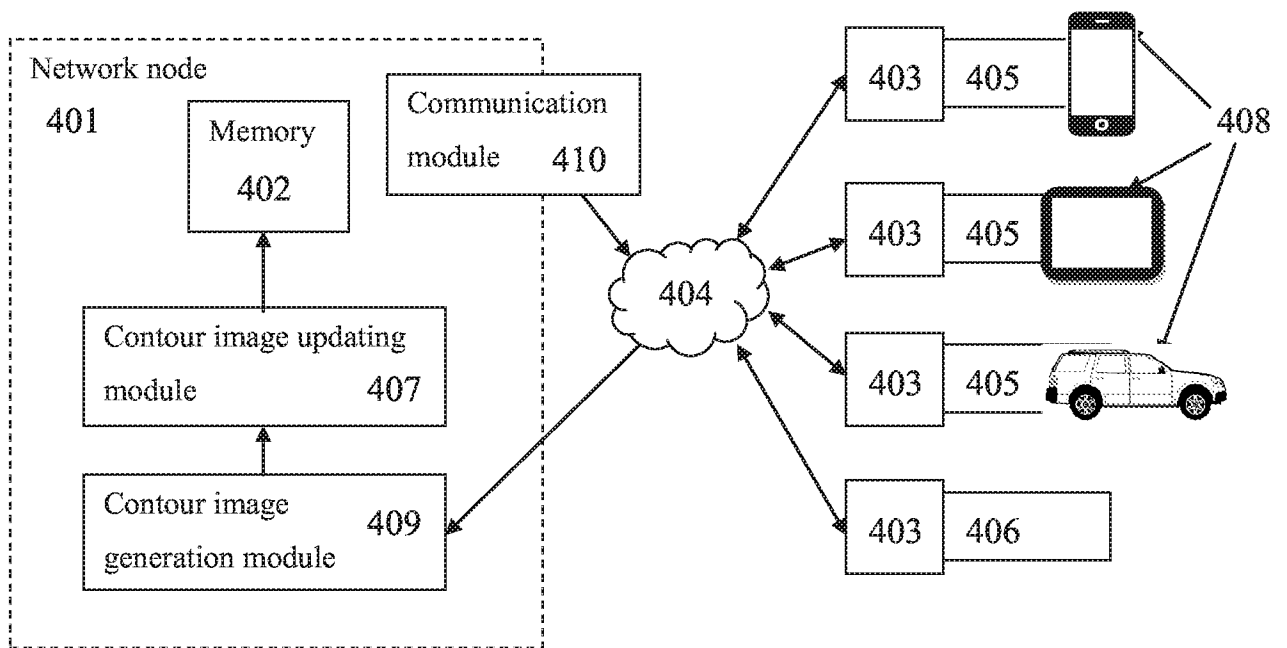 Network node
401
Memory
402
Communication
module 410
Contour image updating
module 407
Contour image
409
generation module
404
403 405
408
403 405
403 405
403 406